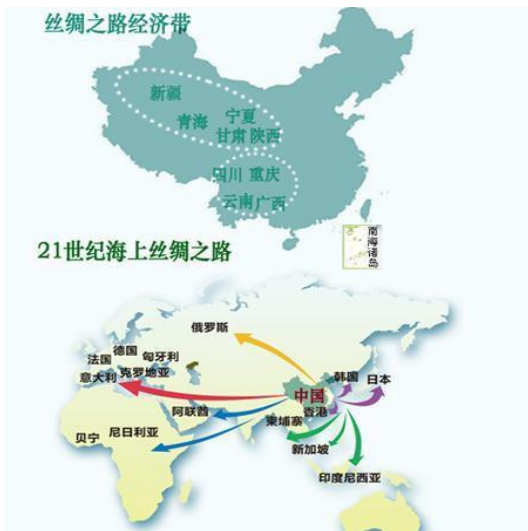 丝绸之路经济带
新疆
青海
宁夏
甘肃 陕西
四川 重庆
云南 广西
南海诸岛
21世纪海上丝绸之路
俄罗斯
法国
德国
匈牙利
意大利
克罗地亚
中国
韩国
日本
香港
阿联酋
柬埔寨
贝宁
尼日利亚
新加坡
印度尼西亚